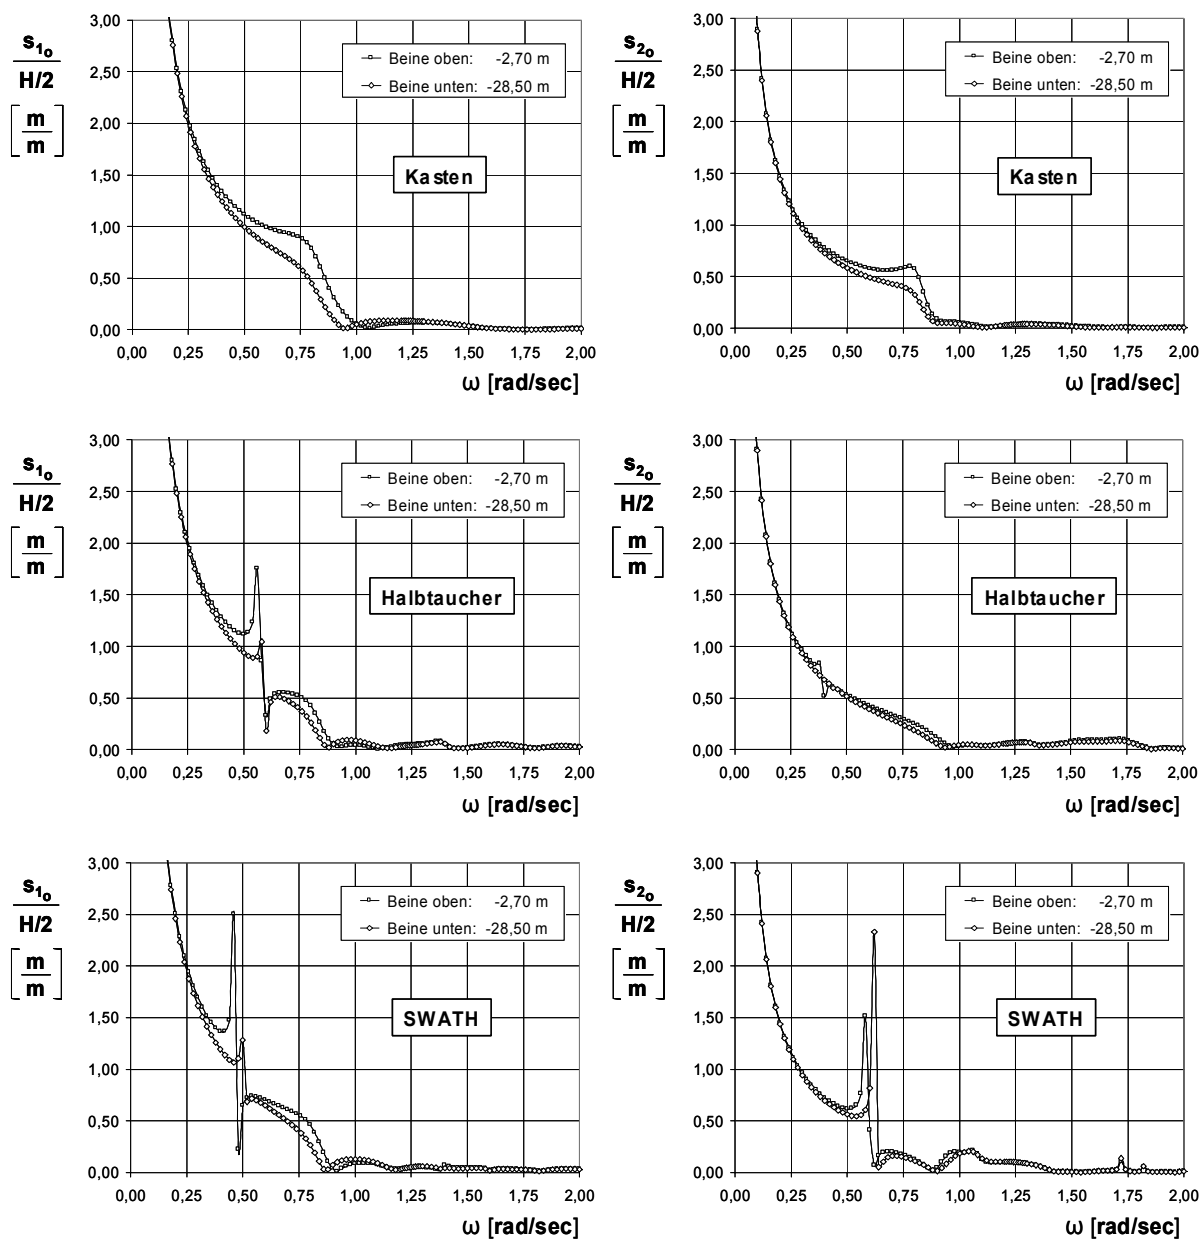 s1o
H/2
[m/m]
3,00
2,50
2,00
1,50
1,00
0,50
0,00
Beine oben: -2,70 m
Beine unten: -28,50 m
Kasten
0,00 0,25 0,50 0,75 1,00 1,25 1,50 1,75 2,00
ω [rad/sec]
s2o
H/2
[m/m]
3,00
2,50
2,00
1,50
1,00
0,50
0,00
Beine oben: -2,70 m
Beine unten: -28,50 m
Kasten
0,00 0,25 0,50 0,75 1,00 1,25 1,50 1,75 2,00
ω [rad/sec]
s1o
H/2
[m/m]
3,00
2,50
2,00
1,50
1,00
0,50
0,00
Beine oben: -2,70 m
Beine unten: -28,50 m
Halbtaucher
0,00 0,25 0,50 0,75 1,00 1,25 1,50 1,75 2,00
ω [rad/sec]
s2o
H/2
[m/m]
3,00
2,50
2,00
1,50
1,00
0,50
0,00
Beine oben: -2,70 m
Beine unten: -28,50 m
Halbtaucher
0,00 0,25 0,50 0,75 1,00 1,25 1,50 1,75 2,00
ω [rad/sec]
s1o
H/2
[m/m]
3,00
2,50
2,00
1,50
1,00
0,50
0,00
Beine oben: -2,70 m
Beine unten: -28,50 m
SWATH
0,00 0,25 0,50 0,75 1,00 1,25 1,50 1,75 2,00
ω [rad/sec]
s2o
H/2
[m/m]
3,00
2,50
2,00
1,50
1,00
0,50
0,00
Beine oben: -2,70 m
Beine unten: -28,50 m
SWATH
0,00 0,25 0,50 0,75 1,00 1,25 1,50 1,75 2,00
ω [rad/sec]